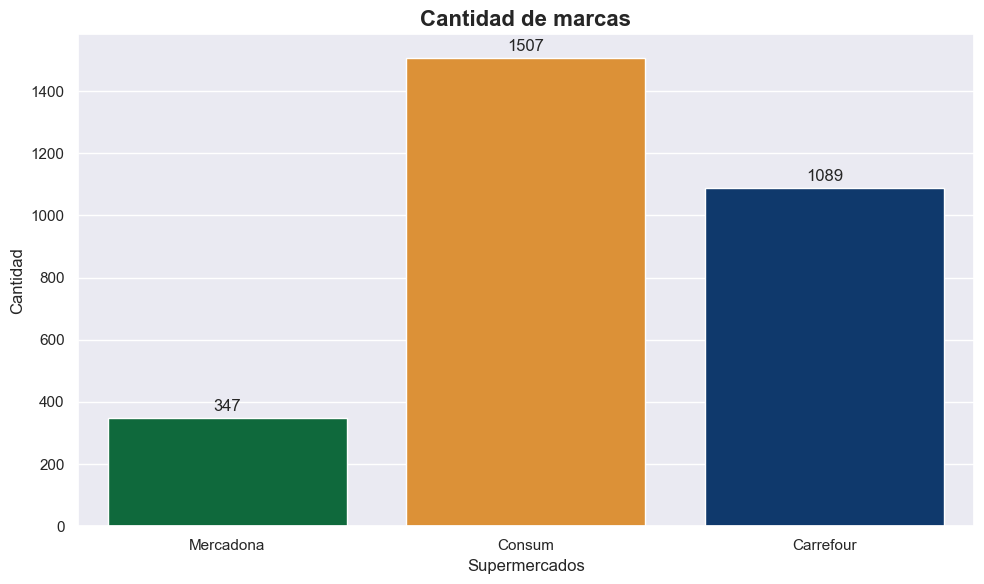 Cantidad de marcas
1507
1400
1200
1089
1000
Cantidad
800
600
400
347
200
0
Mercadona
Consum
Carrefour
Supermercados